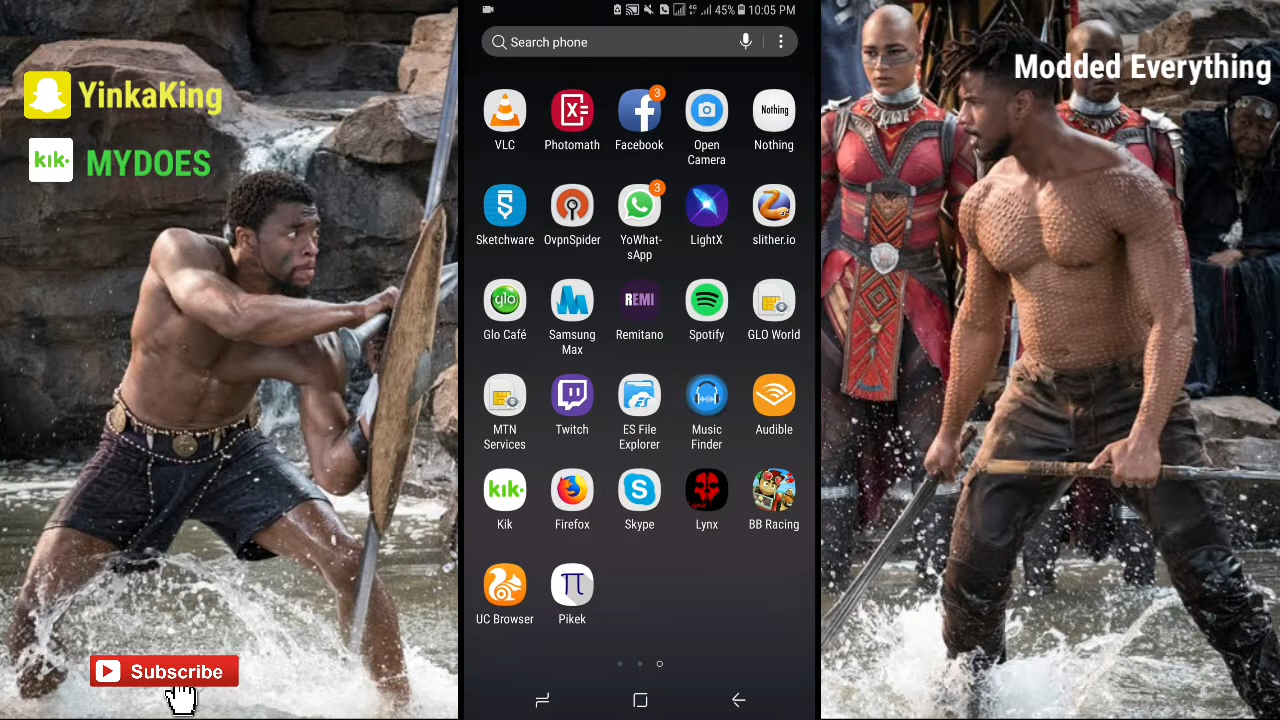 YinkaKing
kik.
MYDOES
Subscribe
45% 10:05 PM
Search phone
VLC
Photomath
3
Facebook
Open
Camera
Nothing
Nothing
Sketchware
OvpnSpider
3
YoWhat-
sApp
LightX
slither.io
glo
Glo Café
Samsung
Max
REMI
Remitano
Spotify
GLO World
MTN
Services
Twitch
ES
ES File
Explorer
Music
Finder
Audible
kik.
Kik
Firefox
Skype
Lynx
BB Racing
UC Browser
π
Pikek
Modded Everything